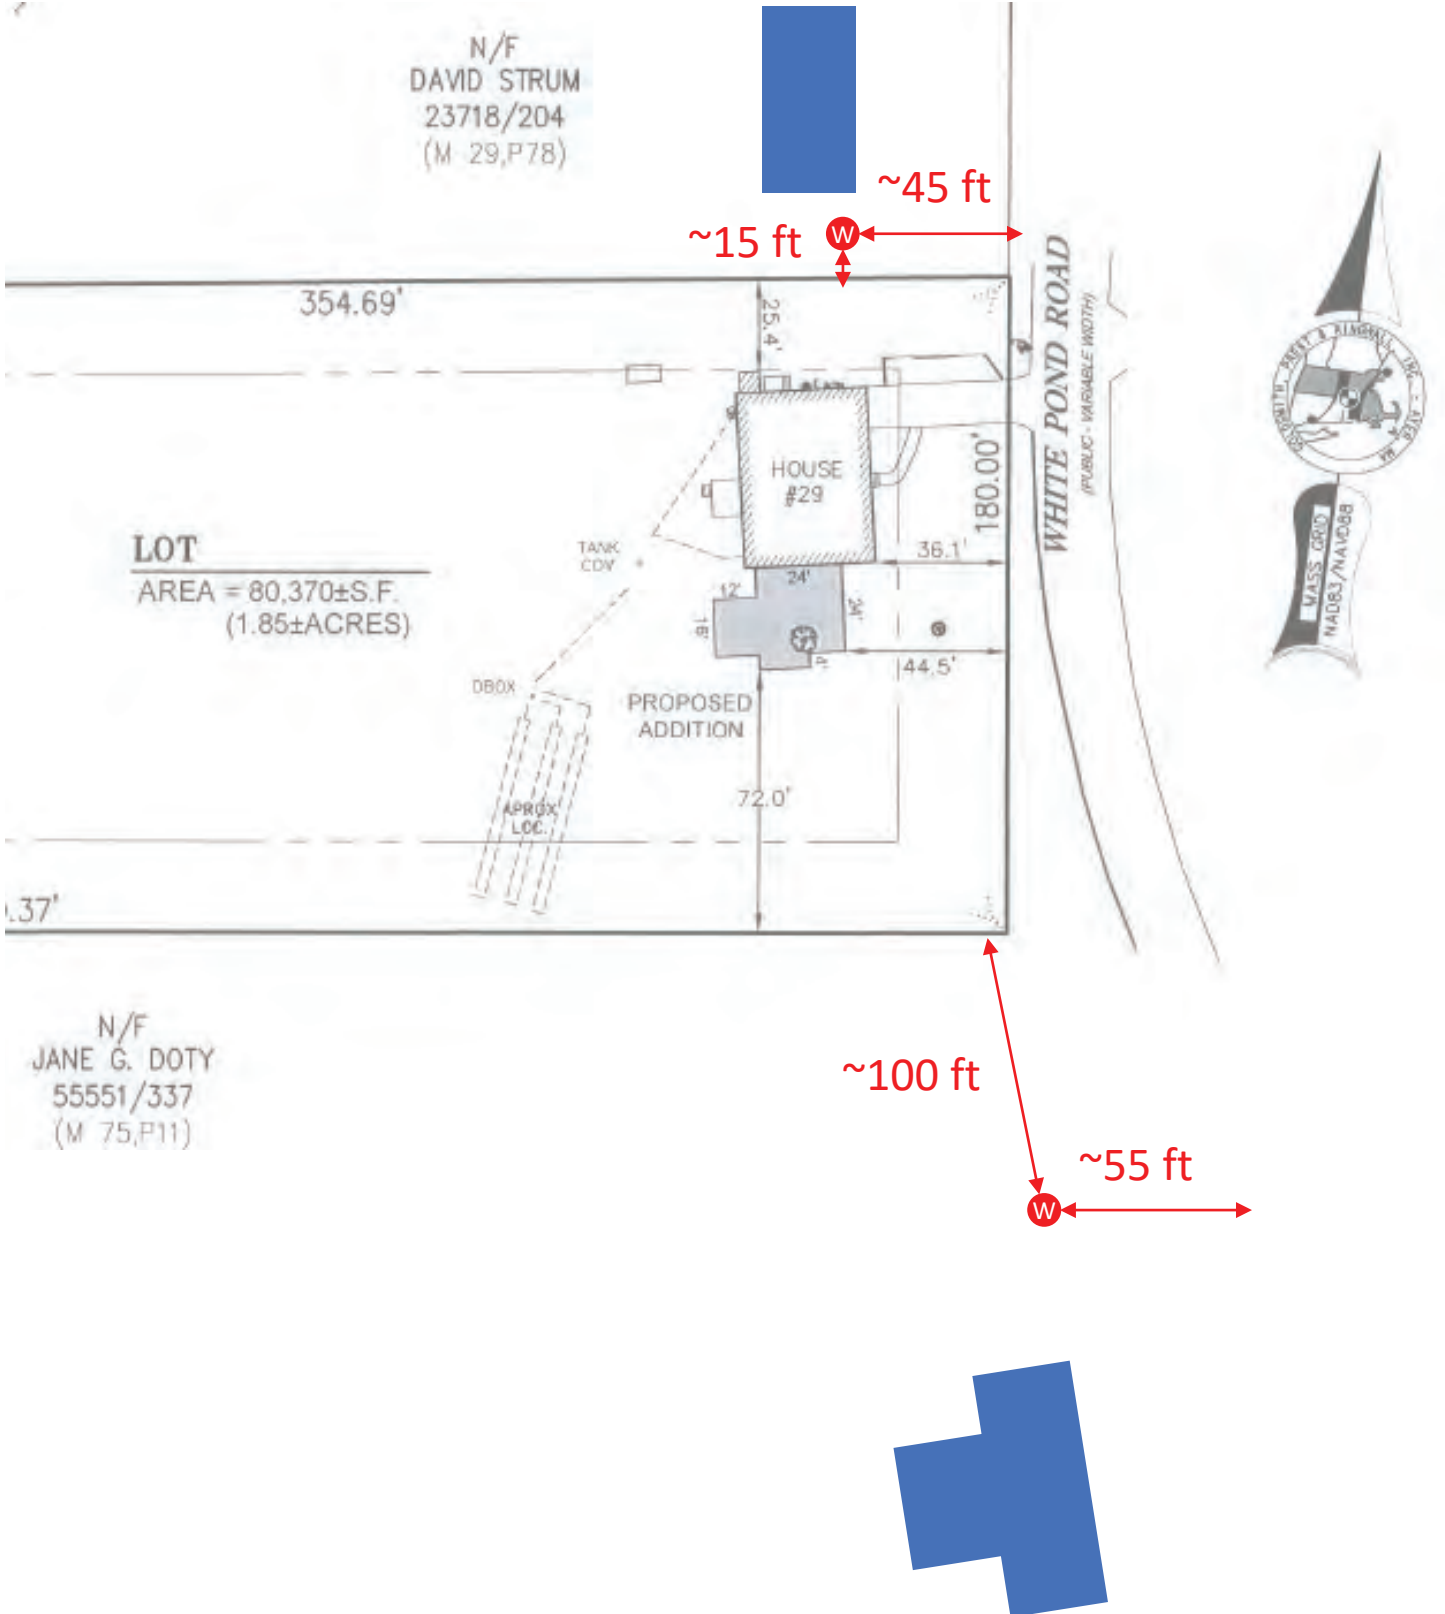 N/F
DAVID STRUM
23718/204
(M 29,P78)
~45 ft
~15 ft
W
354.69'
25.4'
WHITE POND ROAD
(PUBLIC - VARIABLE WIDTH)
HOUSE
#29
180.00'
36.1'
LOT
AREA = 80,370±S.F.
(1.85±ACRES)
TANK
COV
24'
12'
24'
16'
4'
44.5'
DBOX
PROPOSED
ADDITION
72.0'
APROX
LOC.
.37'
MASS GRID
NAD83/NAVD88
N/F
JANE G. DOTY
55551/337
(M 75,P11)
~100 ft
~55 ft
W